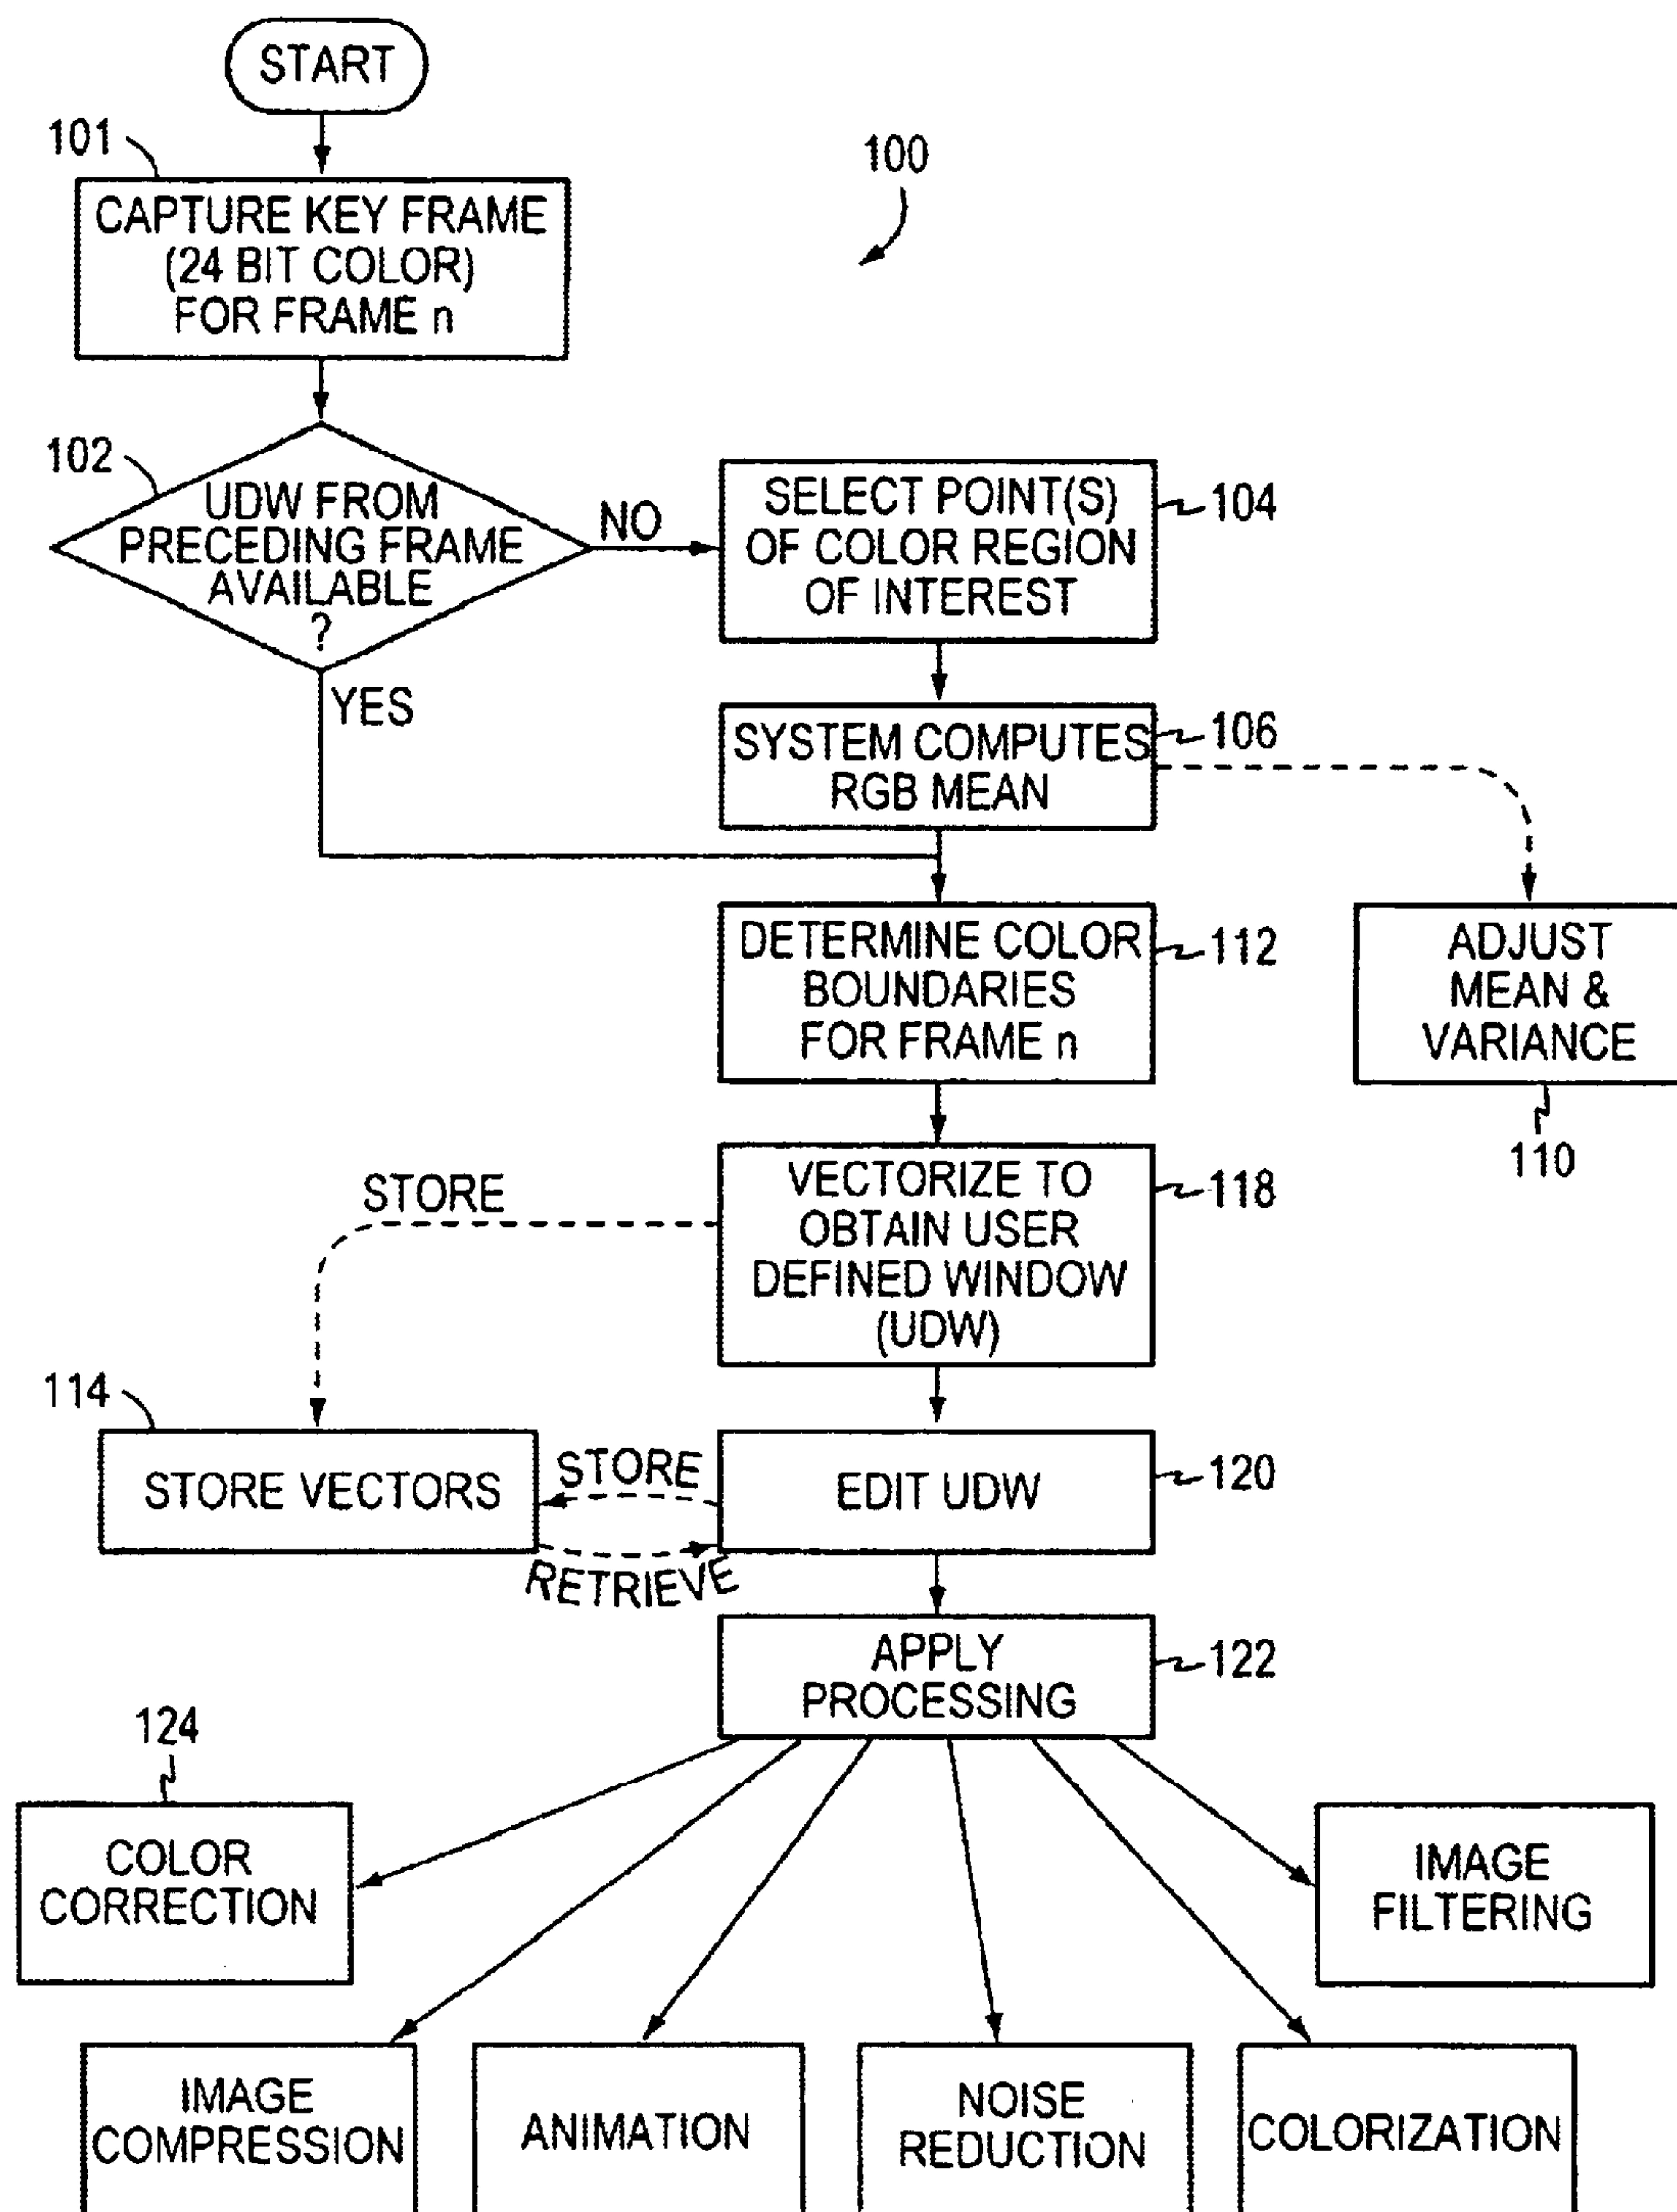 START
101
100
CAPTURE KEY FRAME
(24 BIT COLOR)
FOR FRAME n
102
UDW FROM
PRECEDING FRAME
AVAILABLE
?
NO
YES
SELECT POINT(S)
OF COLOR REGION
OF INTEREST
104
SYSTEM COMPUTES
RGB MEAN
106
DETERMINE COLOR
BOUNDARIES
FOR FRAME n
112
ADJUST
MEAN &
VARIANCE
110
VECTORIZE TO
OBTAIN USER
DEFINED WINDOW
(UDW)
118
STORE
114
STORE VECTORS
STORE
RETRIEVE
EDIT UDW
120
APPLY
PROCESSING
122
124
COLOR
CORRECTION
IMAGE
FILTERING
IMAGE
COMPRESSION
ANIMATION
NOISE
REDUCTION
COLORIZATION